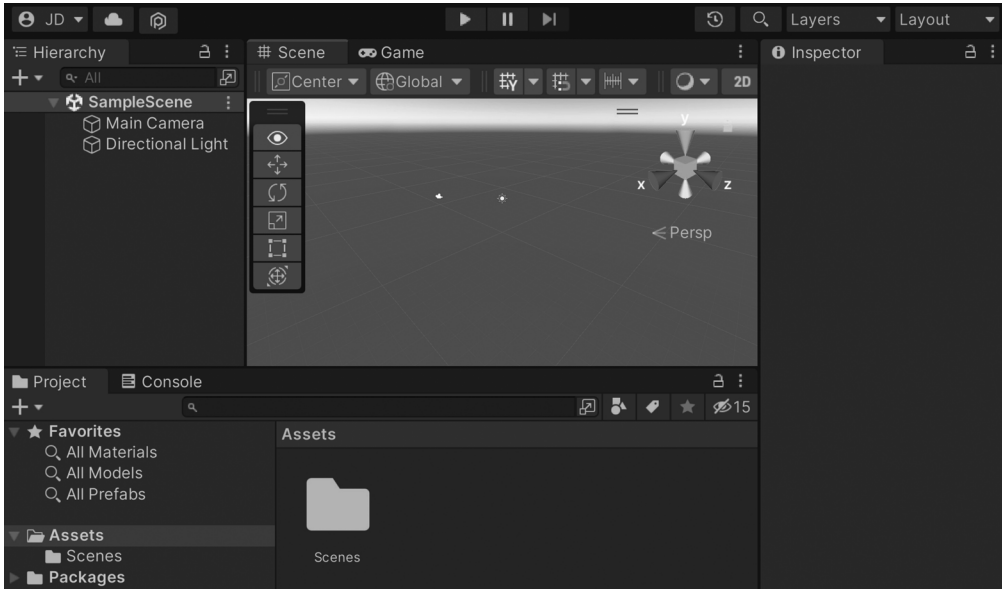 JD
Layers
Layout
Hierarchy
Scene
Game
Inspector
All
Center
Global
2D
SampleScene
Main Camera
Directional Light
y
x
z
Persp
Project
Console
15
Favorites
All Materials
All Models
All Prefabs
Assets
Scenes
Packages
Assets
Scenes